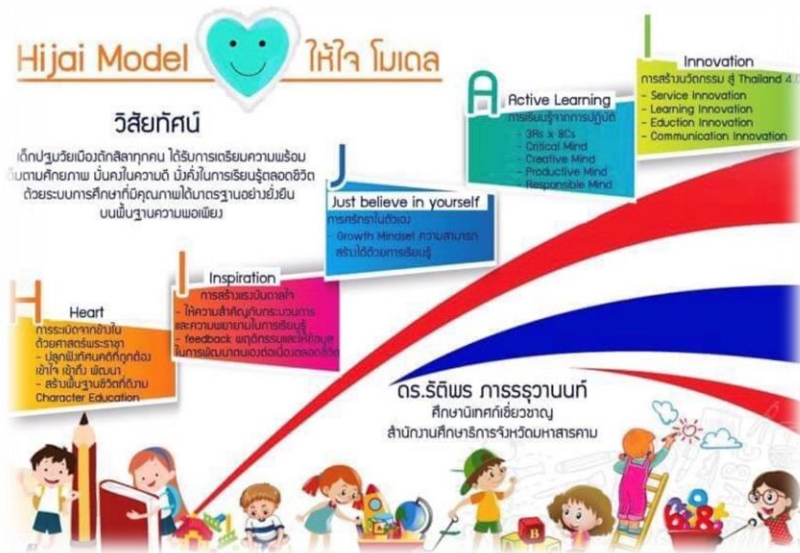 Hijai Model ให้ใจ โมเดล
วิสัยทัศน์
เด็กปฐมวัยเมืองตักสิลาทุกคน ได้รับการเตรียมความพร้อม
เต็มตามศักยภาพ มั่นคงในความดี มั่งคั่งในการเรียนรู้ตลอดชีวิต
ด้วยระบบการศึกษาที่มีคุณภาพได้มาตรฐานอย่างยั่งยืน
บนพื้นฐานความพอเพียง
H
Heart
การระเบิดจากข้างใน
ด้วยศาสตร์พระราชา
- ปลูกฝังทัศนคติที่ถูกต้อง
เข้าใจ เข้าถึง พัฒนา
- สร้างพื้นฐานชีวิตที่ดีงาม
Character Education
I
Inspiration
การสร้างแรงบันดาลใจ
- ให้ความสำคัญกับกระบวนการ
และความพยายามในการเรียนรู้
- feedback พฤติกรรมและให้ข้อมูล
ในการพัฒนาตนเองต่อเนื่องตลอดชีวิต
J
Just believe in yourself
การศรัทธาในตัวเอง
- Growth Mindset ความสามารถ
สร้างได้ด้วยการเรียนรู้
A
Active Learning
การเรียนรู้จากการปฏิบัติ
- 3Rs x 8Cs
- Critical Mind
- Creative Mind
- Productive Mind
- Responsible Mind
I
Innovation
การสร้างนวัตกรรม สู่ Thailand 4.0
- Service Innovation
- Learning Innovation
- Eduction Innovation
- Communication Innovation
ดร.รัติพร ภาธรธุวานนท์
ศึกษานิเทศก์เชี่ยวชาญ
สำนักงานศึกษาธิการจังหวัดมหาสารคาม